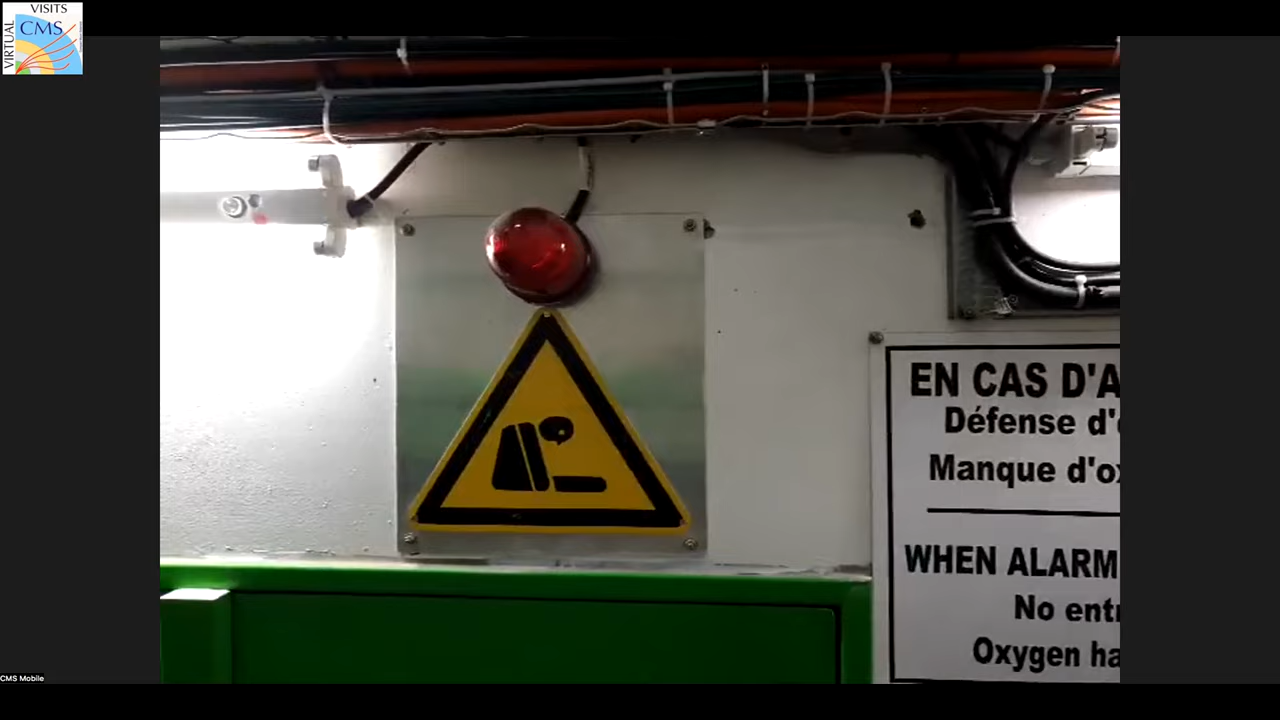 VISITS
CMS
VIRTUAL
EN CAS D'A
Défense d'
Manque d'ox
WHEN ALARM
No entr
Oxygen ha
CMS Mobile